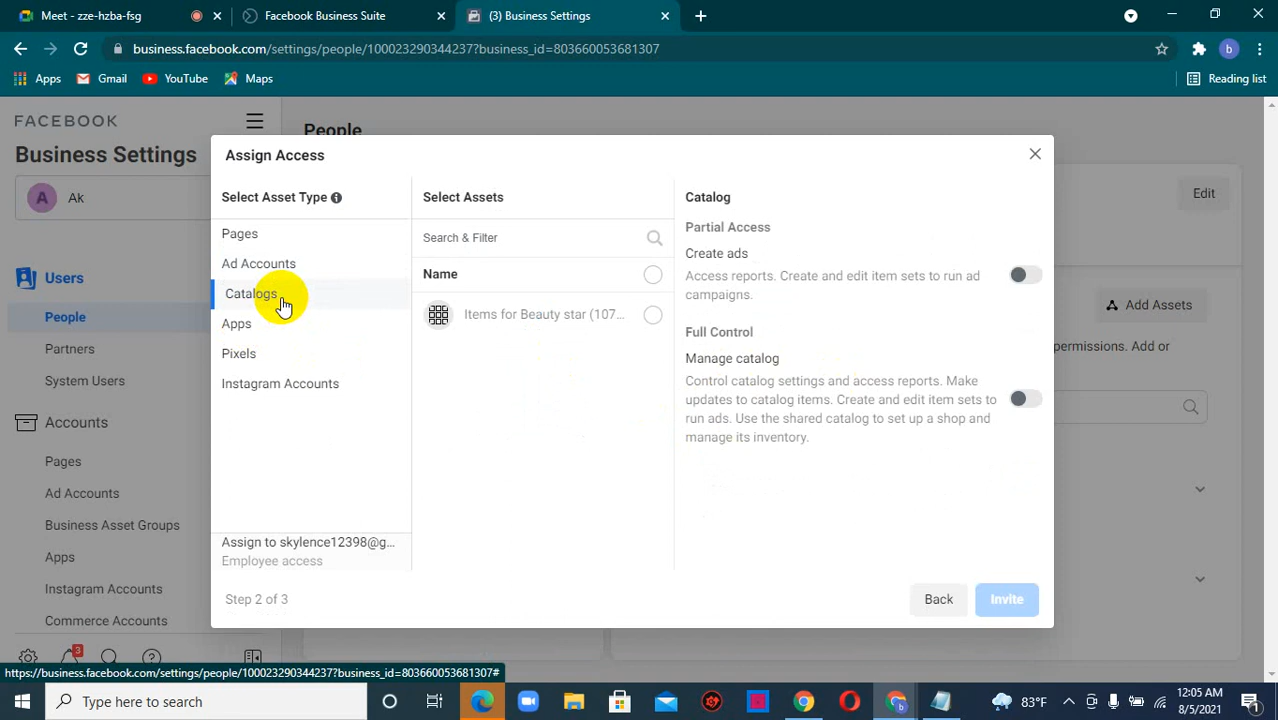 Meet - zze-hzba-fsg
Facebook Business Suite
(3) Business Settings
business.facebook.com/settings/people/100023290344237?business_id=803660053681307
b
Apps
Gmail
YouTube
Maps
Reading list
FACEBOOK
Business Settings
A
Ak
Users
People
Partners
System Users
Accounts
Pages
Ad Accounts
Business Asset Groups
Apps
Instagram Accounts
Commerce Accounts
3
People
Edit
Add Assets
permissions. Add or
Assign Access
Select Asset Type
Pages
Ad Accounts
Catalogs
Apps
Pixels
Instagram Accounts
Assign to skylence12398@g...
Employee access
Select Assets
Search & Filter
Name
Items for Beauty star (107...
Catalog
Partial Access
Create ads
Access reports. Create and edit item sets to run ad
campaigns.
Full Control
Manage catalog
Control catalog settings and access reports. Make
updates to catalog items. Create and edit item sets to
run ads. Use the shared catalog to set up a shop and
manage its inventory.
Step 2 of 3
Back
Invite
https://business.facebook.com/settings/people/100023290344237?business_id=803660053681307#
Type here to search
83°F
12:05 AM
8/5/2021
1